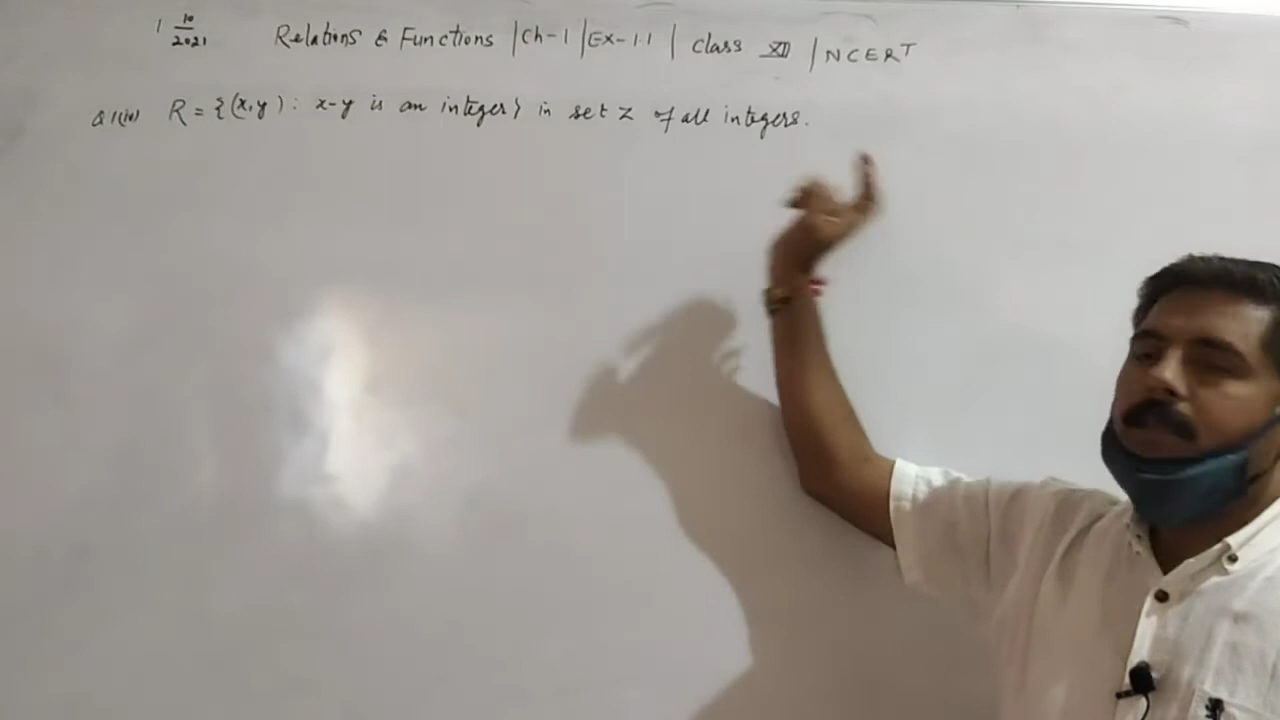 1 10/2021 Relations & Functions |Ch-1|Ex-1.1| Class XII |NCERT
Q1(iv) R = {(x,y): x-y is an integer} in set Z of all integers.